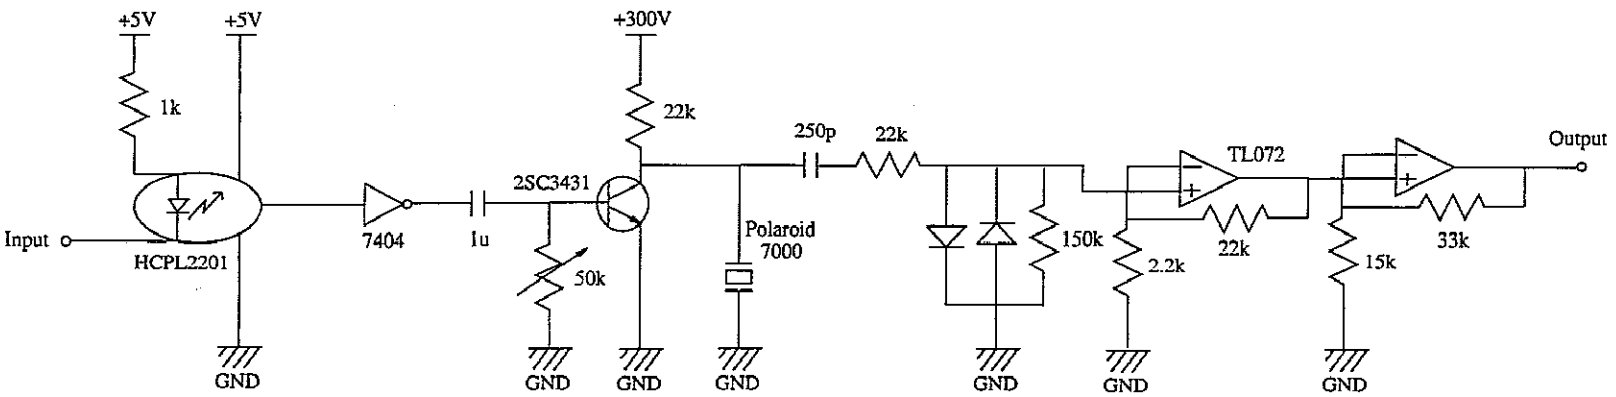 +5V
+5V
+300V
1k
22k
250p
22k
TL072
Output
2SC3431
Input
HCPL2201
7404
1u
50k
Polaroid
7000
150k
2.2k
22k
15k
33k
-
+
-
+
GND
GND
GND
GND
GND
GND
GND